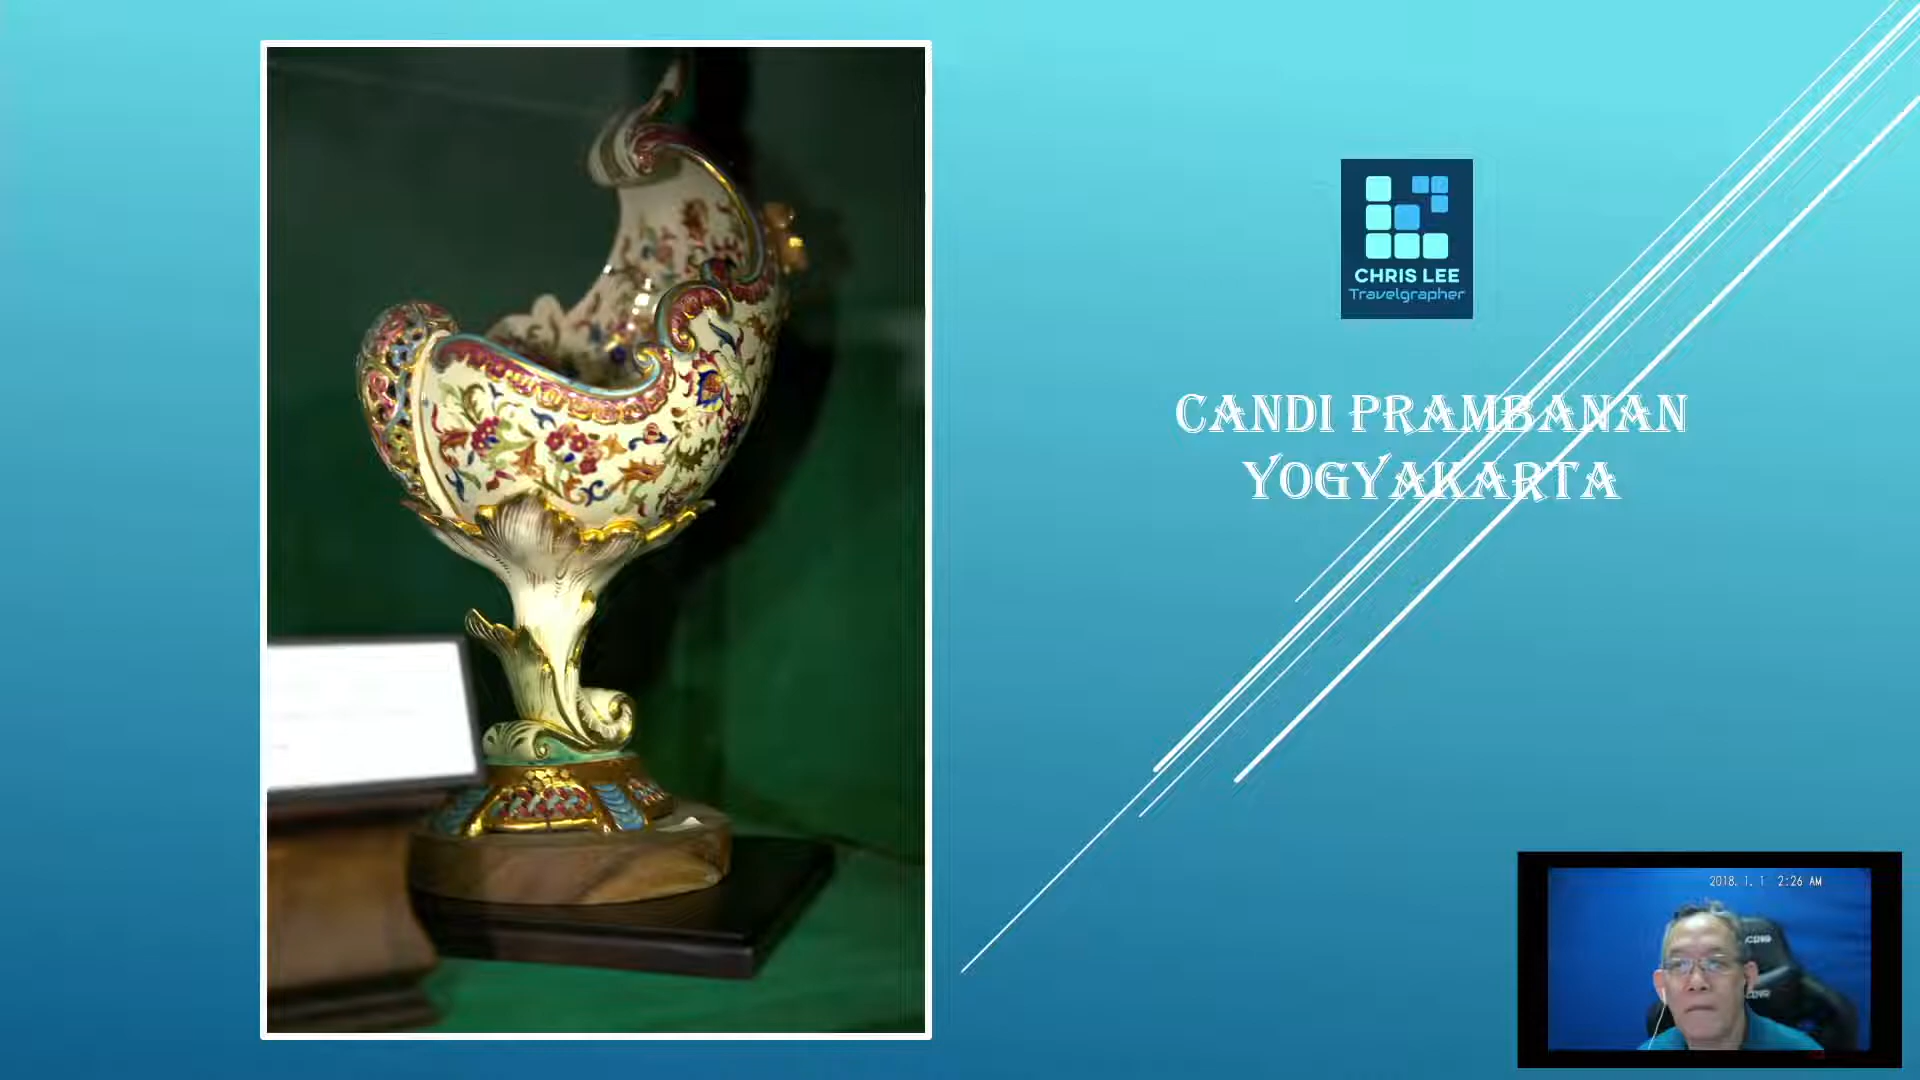 CHRIS LEE
Travelgrapher
CANDI PRAMBANAN
YOGYAKARTA
2018. 1. 1 2:26 AM